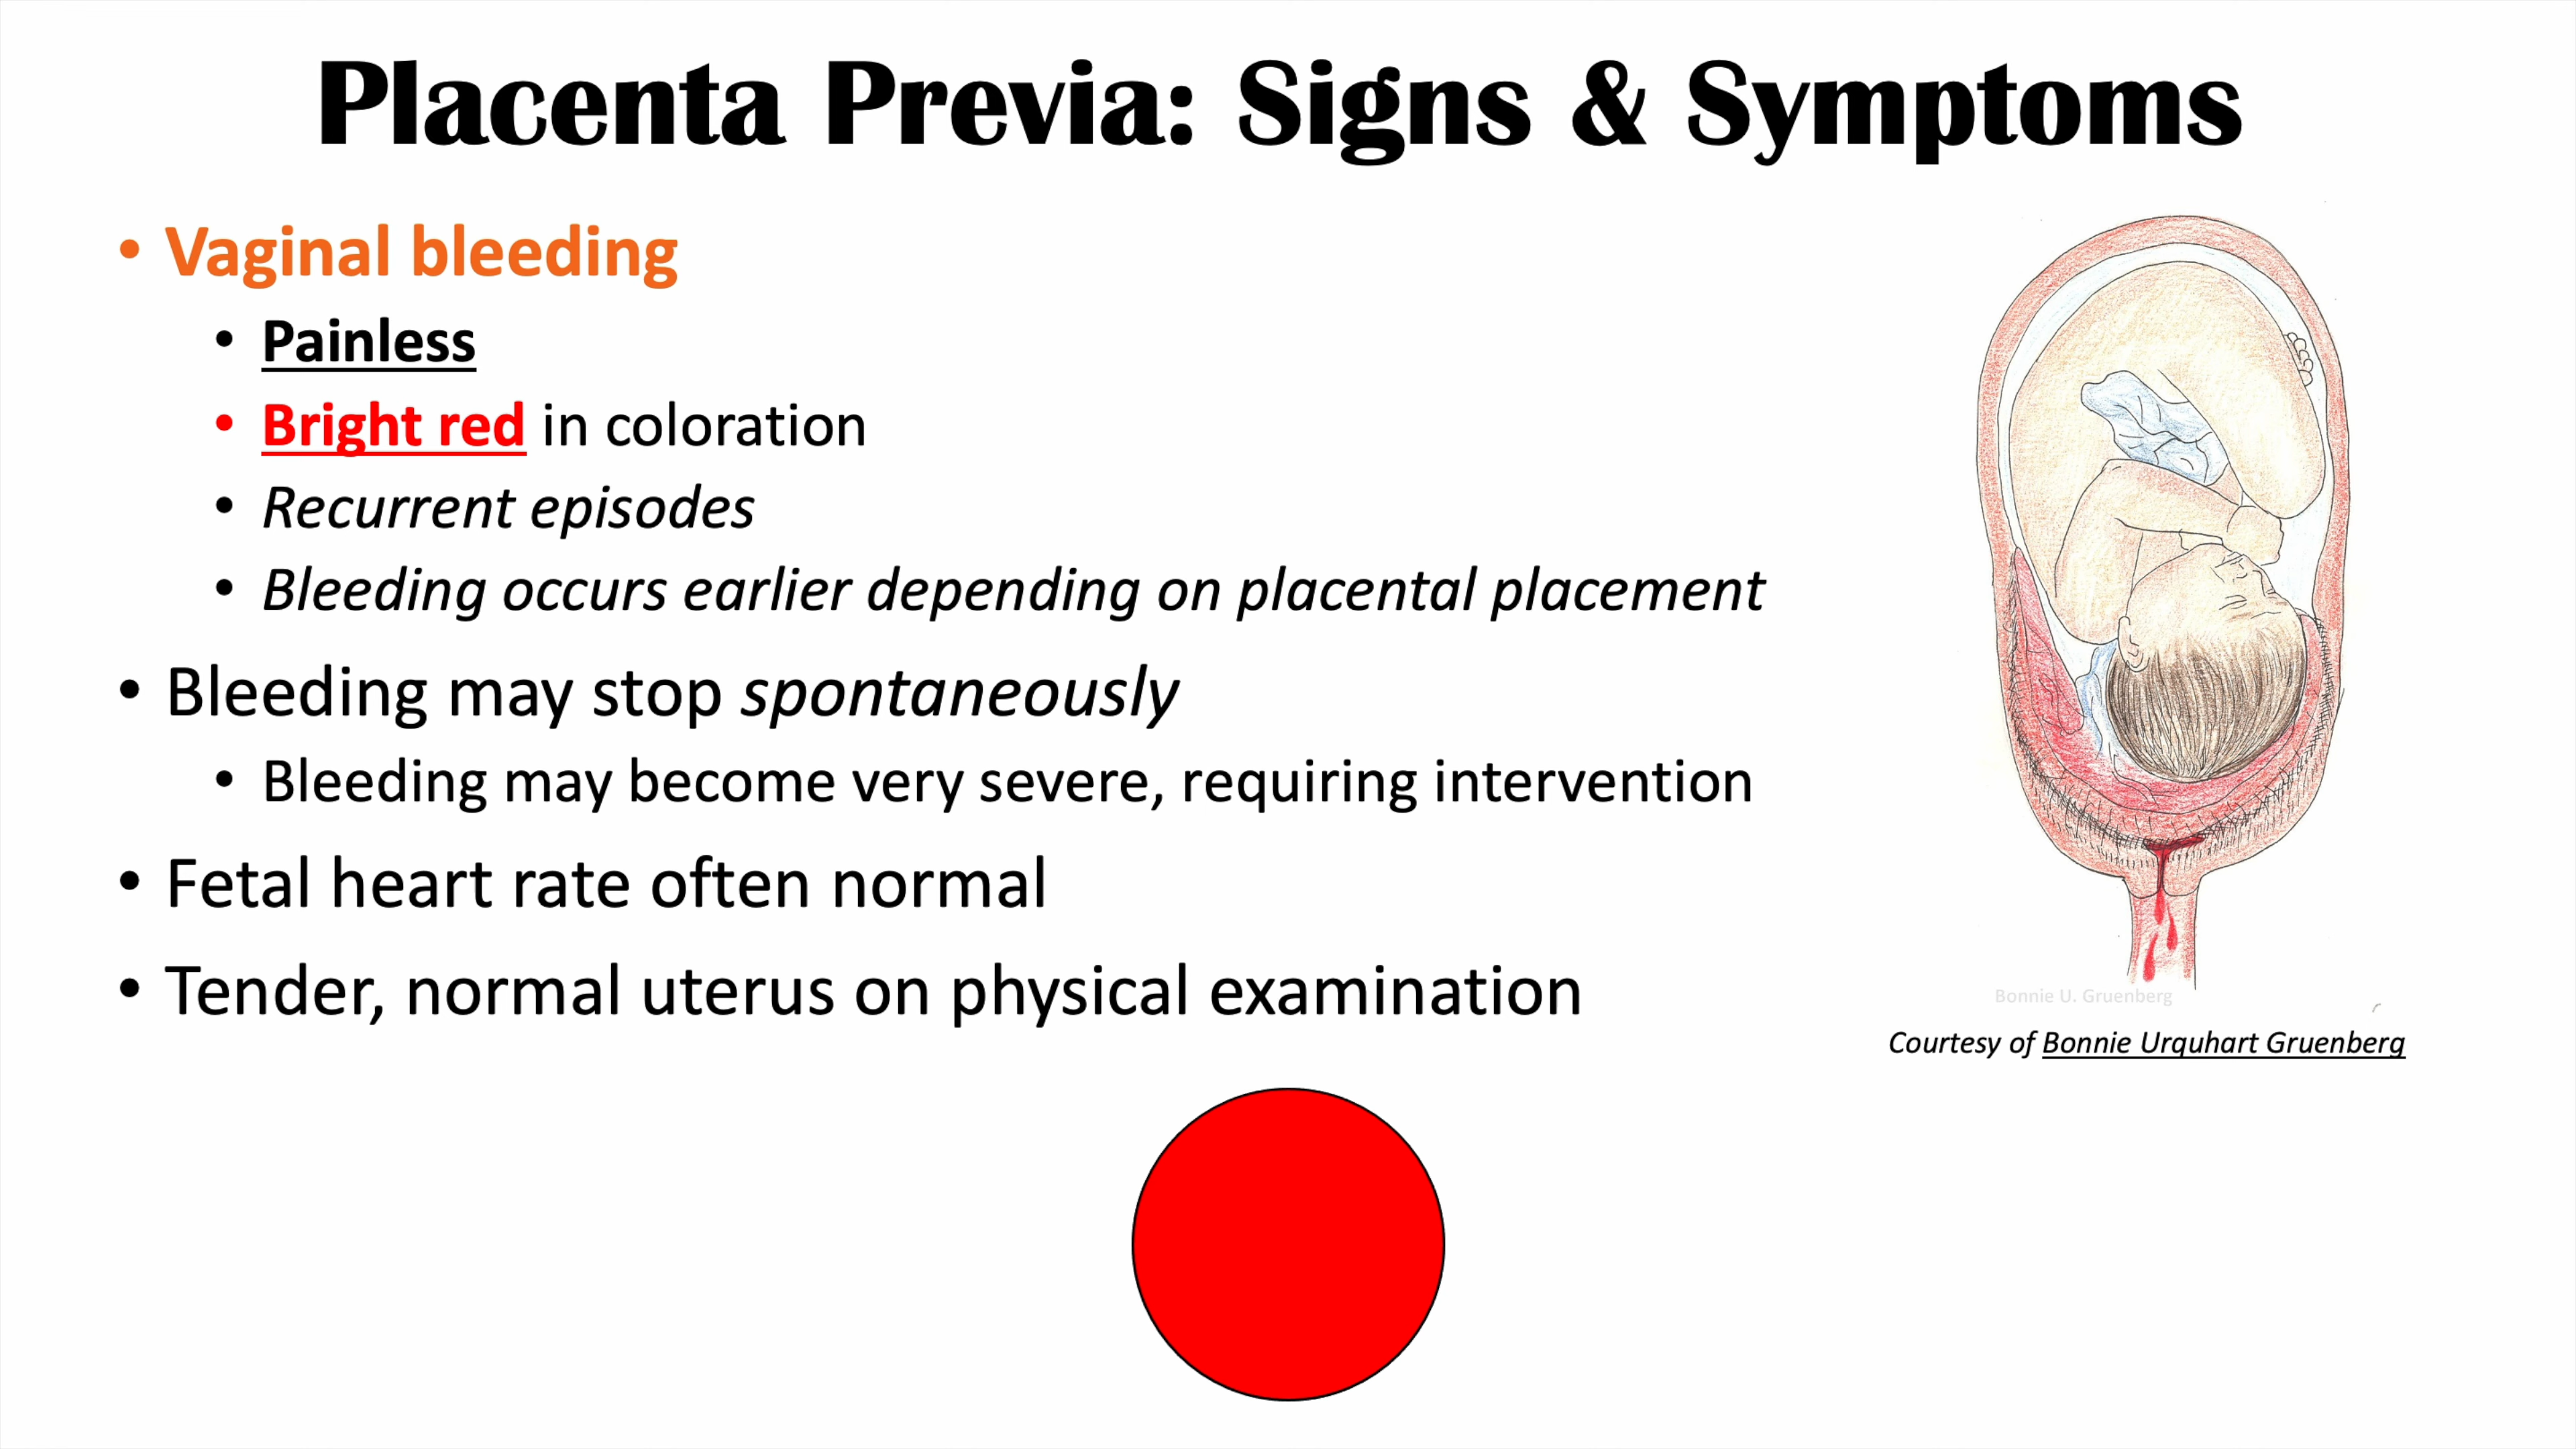 Placenta Previa: Signs & Symptoms
• Vaginal bleeding
• Painless
• Bright red in coloration
• Recurrent episodes
• Bleeding occurs earlier depending on placental placement
• Bleeding may stop spontaneously
• Bleeding may become very severe, requiring intervention
• Fetal heart rate often normal
• Tender, normal uterus on physical examination
Bonnie U. Gruenberg
Courtesy of Bonnie Urquhart Gruenberg